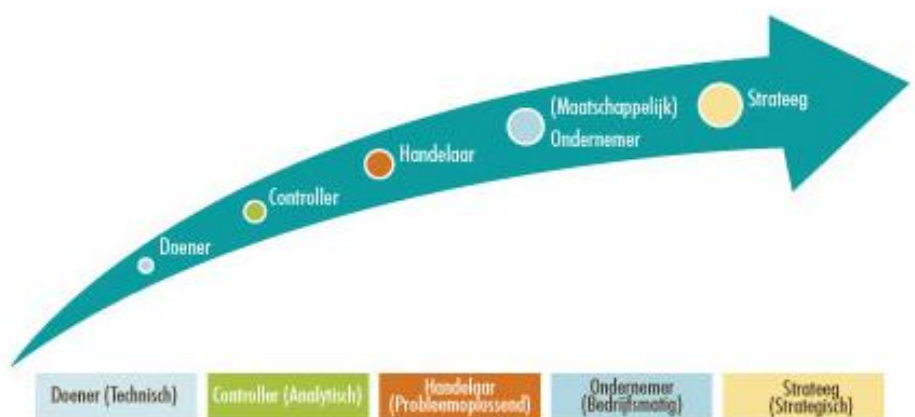 Doener
Controller
Handelaar
(Maatschappelijk)
Ondernemer
Strateeg
Doener (Technisch)
Controller (Analytisch)
Handelaar
(Probleemoplossend)
Ondernemer
(Bedrijfsmatig)
Strateeg
(Strategisch)